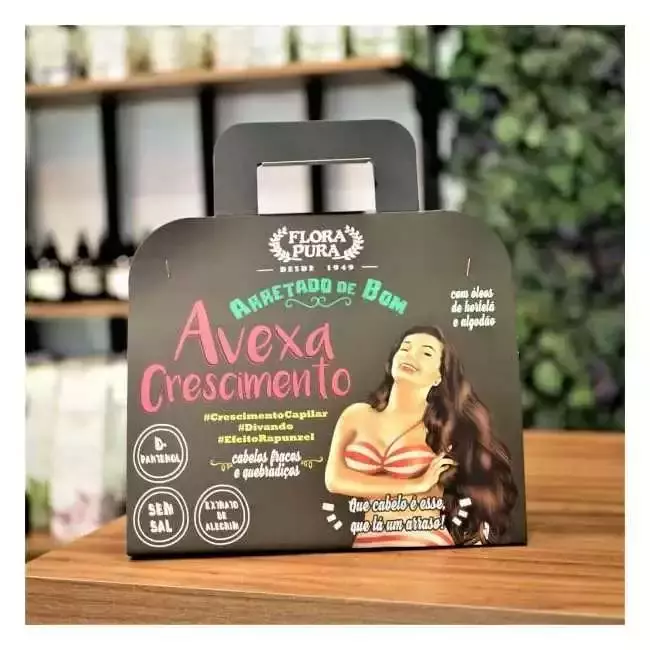 FLORA
PURA
DESDE 1949
ARRETADO DE BOM
Avexa
Crescimento
com óleos
de hortelã
e algodão
#CrescimentoCapilar
#Divando
#EfeitoRapunzel
cabelos fracos
e quebradiços
D-
PANTENOL
SEM
SAL
EXTRATO DE
ALECRIM
Que cabelo é esse,
que tá um arraso!